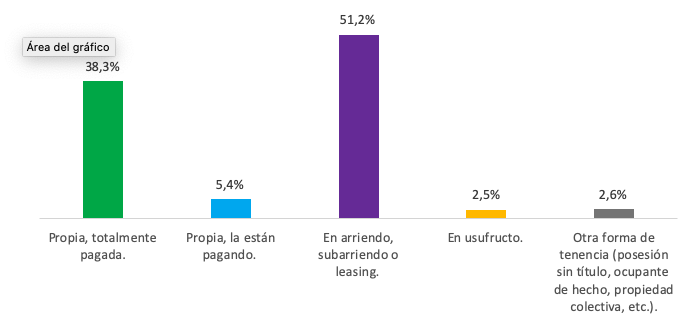 51,2%
Área del gráfico
38,3%
5,4%
2,5%
2,6%
Propia, totalmente
pagada.
Propia, la están
pagando.
En arriendo,
subarriendo o
leasing.
En usufructo.
Otra forma de
tenencia (posesión
sin título, ocupante
de hecho, propiedad
colectiva, etc.).